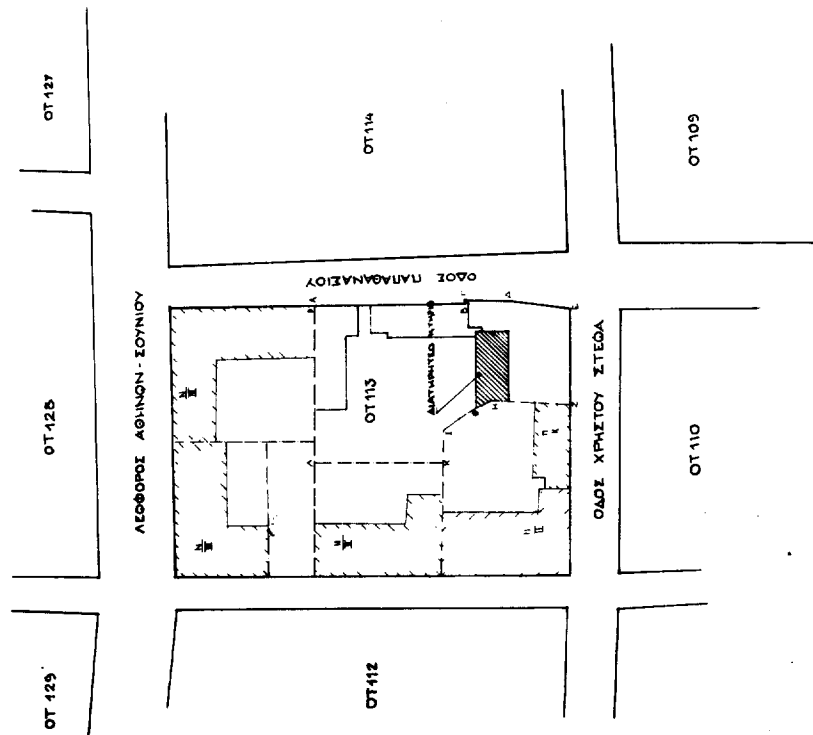 ΟΤ 127
ΟΤ 114
ΟΤ 109
ΟΔΟΣ ΠΑΠΑΘΑΝΑΣΙΟΥ
ΟΤ 128
ΛΕΩΦΟΡΟΣ ΑΘΗΝΩΝ - ΣΟΥΝΙΟΥ
ΟΤ 113
ΔΙΑΤΗΡΗΤΕΟ ΚΤΗΡΙΟ
ΟΔΟΣ ΧΡΗΣΤΟΥ ΣΤΕΦΑ
ΟΤ 110
Α
Β
Γ
Δ
Ε
Ζ
Η
Ι
Κ
Λ
Π
Κ
ΟΤ 129
ΟΤ 112